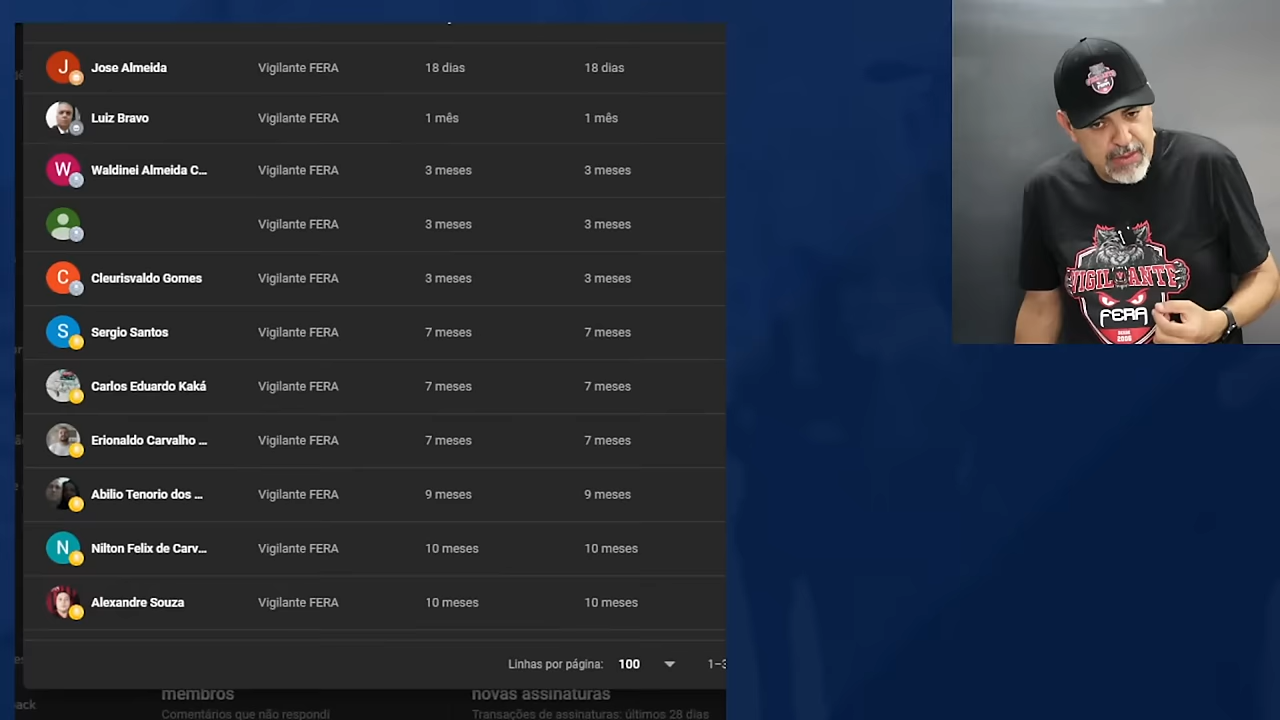 Jose Almeida Vigilante FERA 18 dias 18 dias
Luiz Bravo Vigilante FERA 1 mês 1 mês
Waldinei Almeida C... Vigilante FERA 3 meses 3 meses
Vigilante FERA 3 meses 3 meses
Cleurisvaldo Gomes Vigilante FERA 3 meses 3 meses
Sergio Santos Vigilante FERA 7 meses 7 meses
Carlos Eduardo Kaká Vigilante FERA 7 meses 7 meses
Erionaldo Carvalho ... Vigilante FERA 7 meses 7 meses
Abilio Tenorio dos ... Vigilante FERA 9 meses 9 meses
Nilton Felix de Carv... Vigilante FERA 10 meses 10 meses
Alexandre Souza Vigilante FERA 10 meses 10 meses
Linhas por página: 100 1–3
membros novas assinaturas
Comentários que não respondi Transações de assinaturas: últimos 28 dias
J
W
C
S
N
VIGILANTE
VIGILANTE
FERA